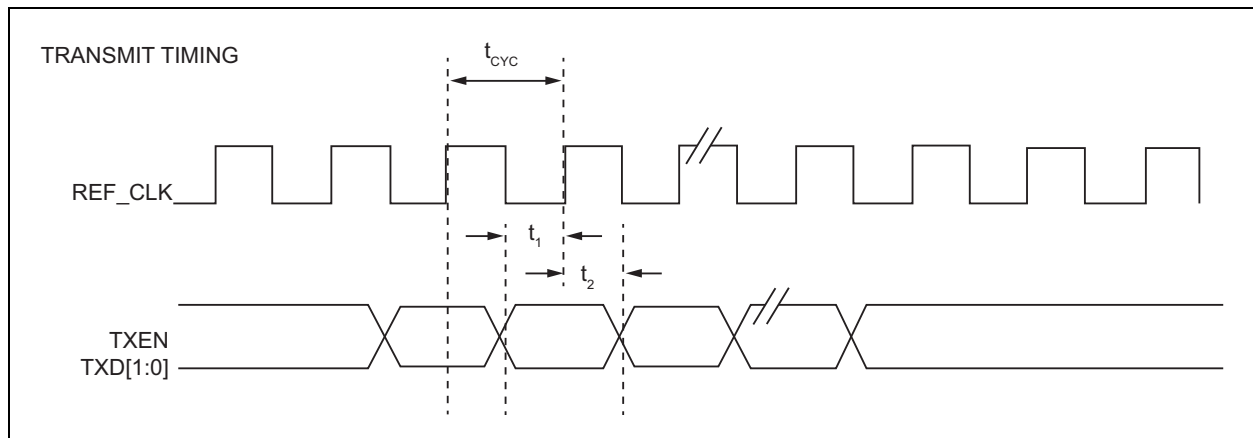 TRANSMIT TIMING
tCYC
REF_CLK
t1
t2
TXEN
TXD[1:0]